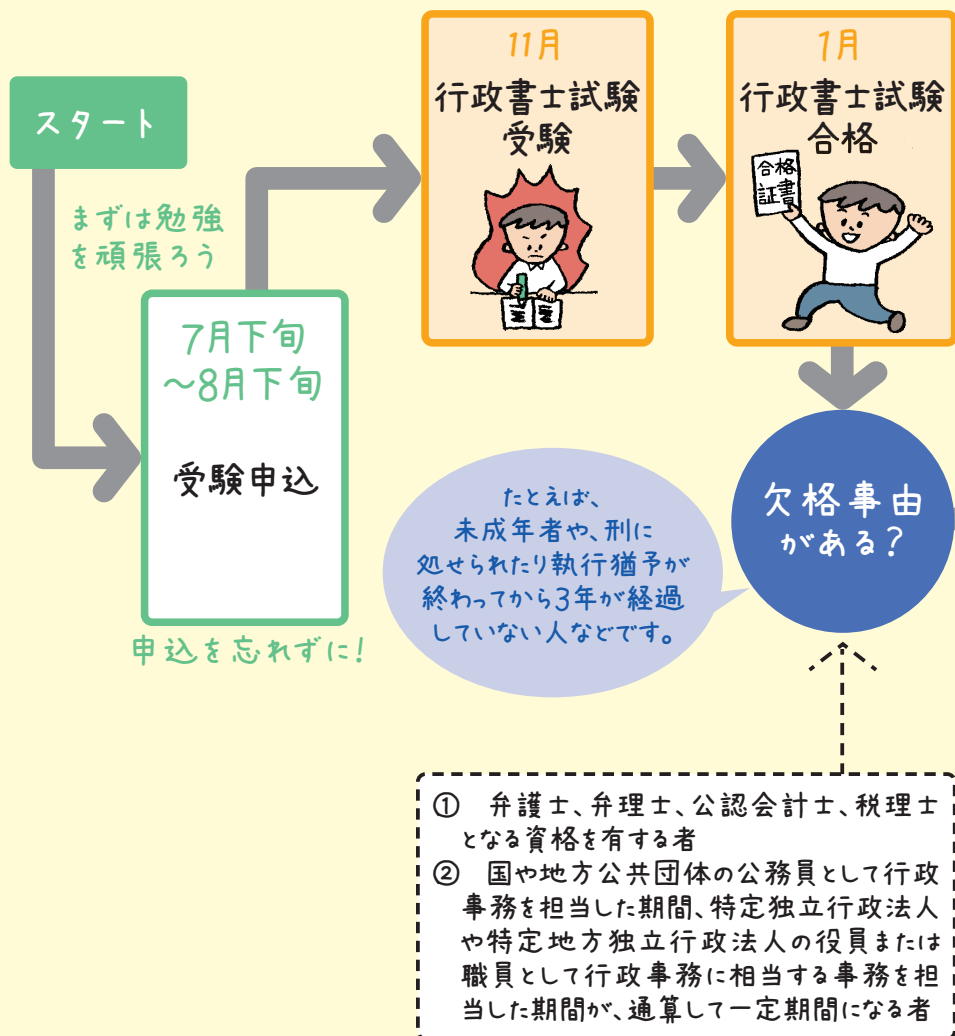 スタート
まずは勉強
を頑張ろう
7月下旬
～8月下旬
受験申込
申込を忘れずに！
11月
行政書士試験
受験
1月
行政書士試験
合格
合格
証書
欠格事由
がある？
たとえば、
未成年者や、刑に
処せられたり執行猶予が
終わってから3年が経過
していない人などです。
① 弁護士、弁理士、公認会計士、税理士
となる資格を有する者
② 国や地方公共団体の公務員として行政
事務を担当した期間、特定独立行政法人
や特定地方独立行政法人の役員または
職員として行政事務に相当する事務を担
当した期間が、通算して一定期間になる者